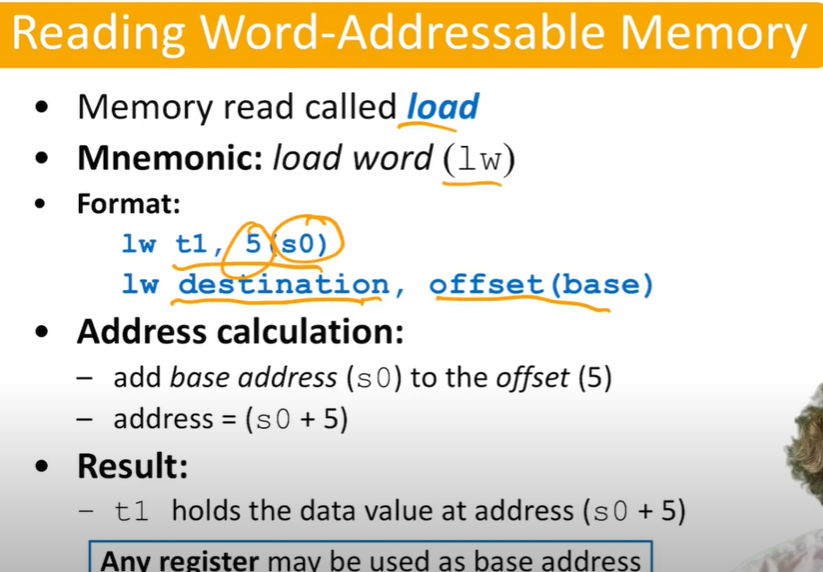 Reading Word-Addressable Memory
• Memory read called load
• Mnemonic: load word (lw)
• Format:
lw t1, 5(s0)
lw destination, offset(base)
• Address calculation:
– add base address (s0) to the offset (5)
– address = (s0 + 5)
• Result:
– t1 holds the data value at address (s0 + 5)
Any register may be used as base address